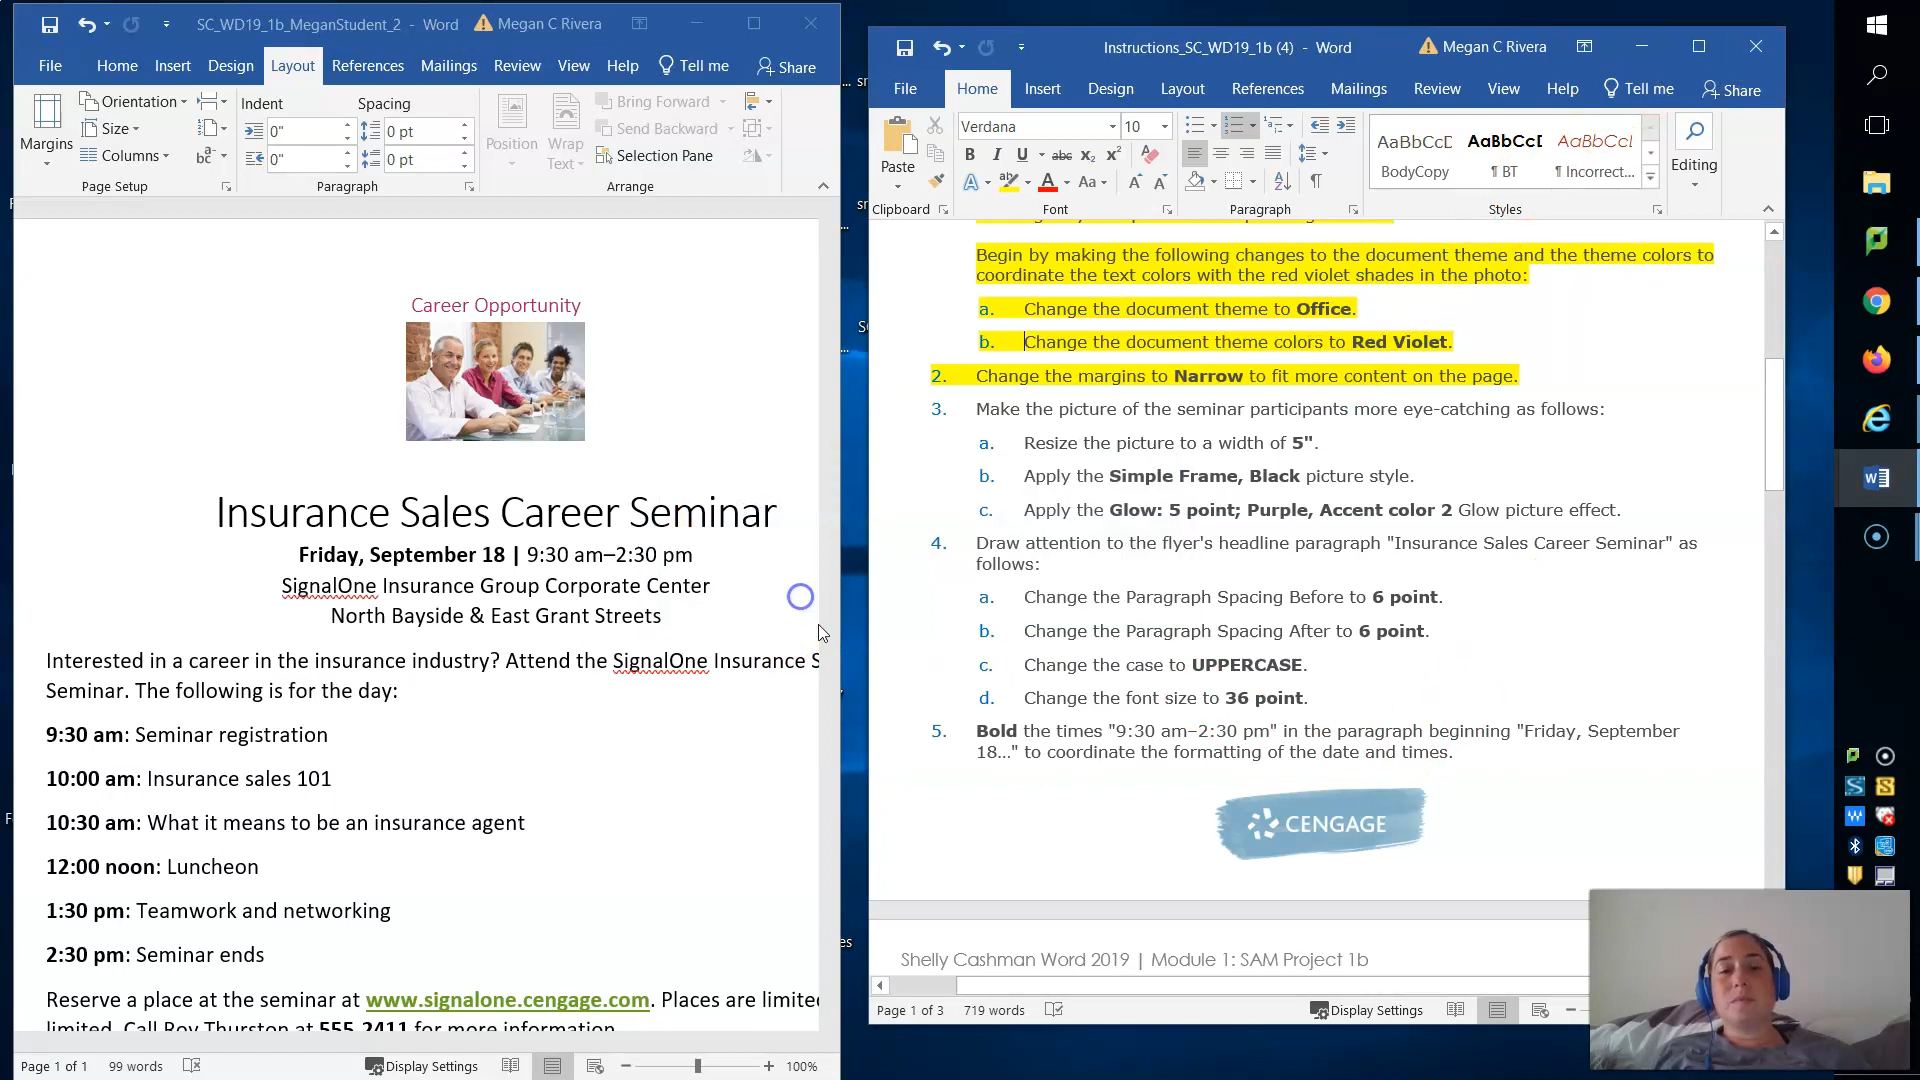 SC_WD19_1b_MeganStudent_2 - Word
Megan C Rivera
File Home Insert Design Layout References Mailings Review View Help Tell me Share
Margins
Orientation
Size
Columns
Page Setup
Indent
Spacing
0"
0 pt
0"
0 pt
Paragraph
Position
Wrap
Text
Bring Forward
Send Backward
Selection Pane
Arrange
Career Opportunity
Insurance Sales Career Seminar
Friday, September 18 | 9:30 am–2:30 pm
SignalOne Insurance Group Corporate Center
North Bayside & East Grant Streets
Interested in a career in the insurance industry? Attend the SignalOne Insurance S
Seminar. The following is for the day:
9:30 am: Seminar registration
10:00 am: Insurance sales 101
10:30 am: What it means to be an insurance agent
12:00 noon: Luncheon
1:30 pm: Teamwork and networking
2:30 pm: Seminar ends
Reserve a place at the seminar at www.signalone.cengage.com. Places are limited
limited. Call Roy Thurston at 555-2411 for more information.
Page 1 of 1 99 words Display Settings 100%
Instructions_SC_WD19_1b (4) - Word
Megan C Rivera
File Home Insert Design Layout References Mailings Review View Help Tell me Share
Paste
Clipboard
Verdana 10
Font
Paragraph
AaBbCcD AaBbCcD AaBbCcI
BodyCopy ¶ BT ¶ Incorrect...
Styles
Editing
Begin by making the following changes to the document theme and the theme colors to
coordinate the text colors with the red violet shades in the photo:
a. Change the document theme to Office.
b. Change the document theme colors to Red Violet.
2. Change the margins to Narrow to fit more content on the page.
3. Make the picture of the seminar participants more eye-catching as follows:
a. Resize the picture to a width of 5".
b. Apply the Simple Frame, Black picture style.
c. Apply the Glow: 5 point; Purple, Accent color 2 Glow picture effect.
4. Draw attention to the flyer's headline paragraph "Insurance Sales Career Seminar" as
follows:
a. Change the Paragraph Spacing Before to 6 point.
b. Change the Paragraph Spacing After to 6 point.
c. Change the case to UPPERCASE.
d. Change the font size to 36 point.
5. Bold the times "9:30 am–2:30 pm" in the paragraph beginning "Friday, September
18…" to coordinate the formatting of the date and times.
CENGAGE
Shelly Cashman Word 2019 | Module 1: SAM Project 1b
Page 1 of 3 719 words Display Settings